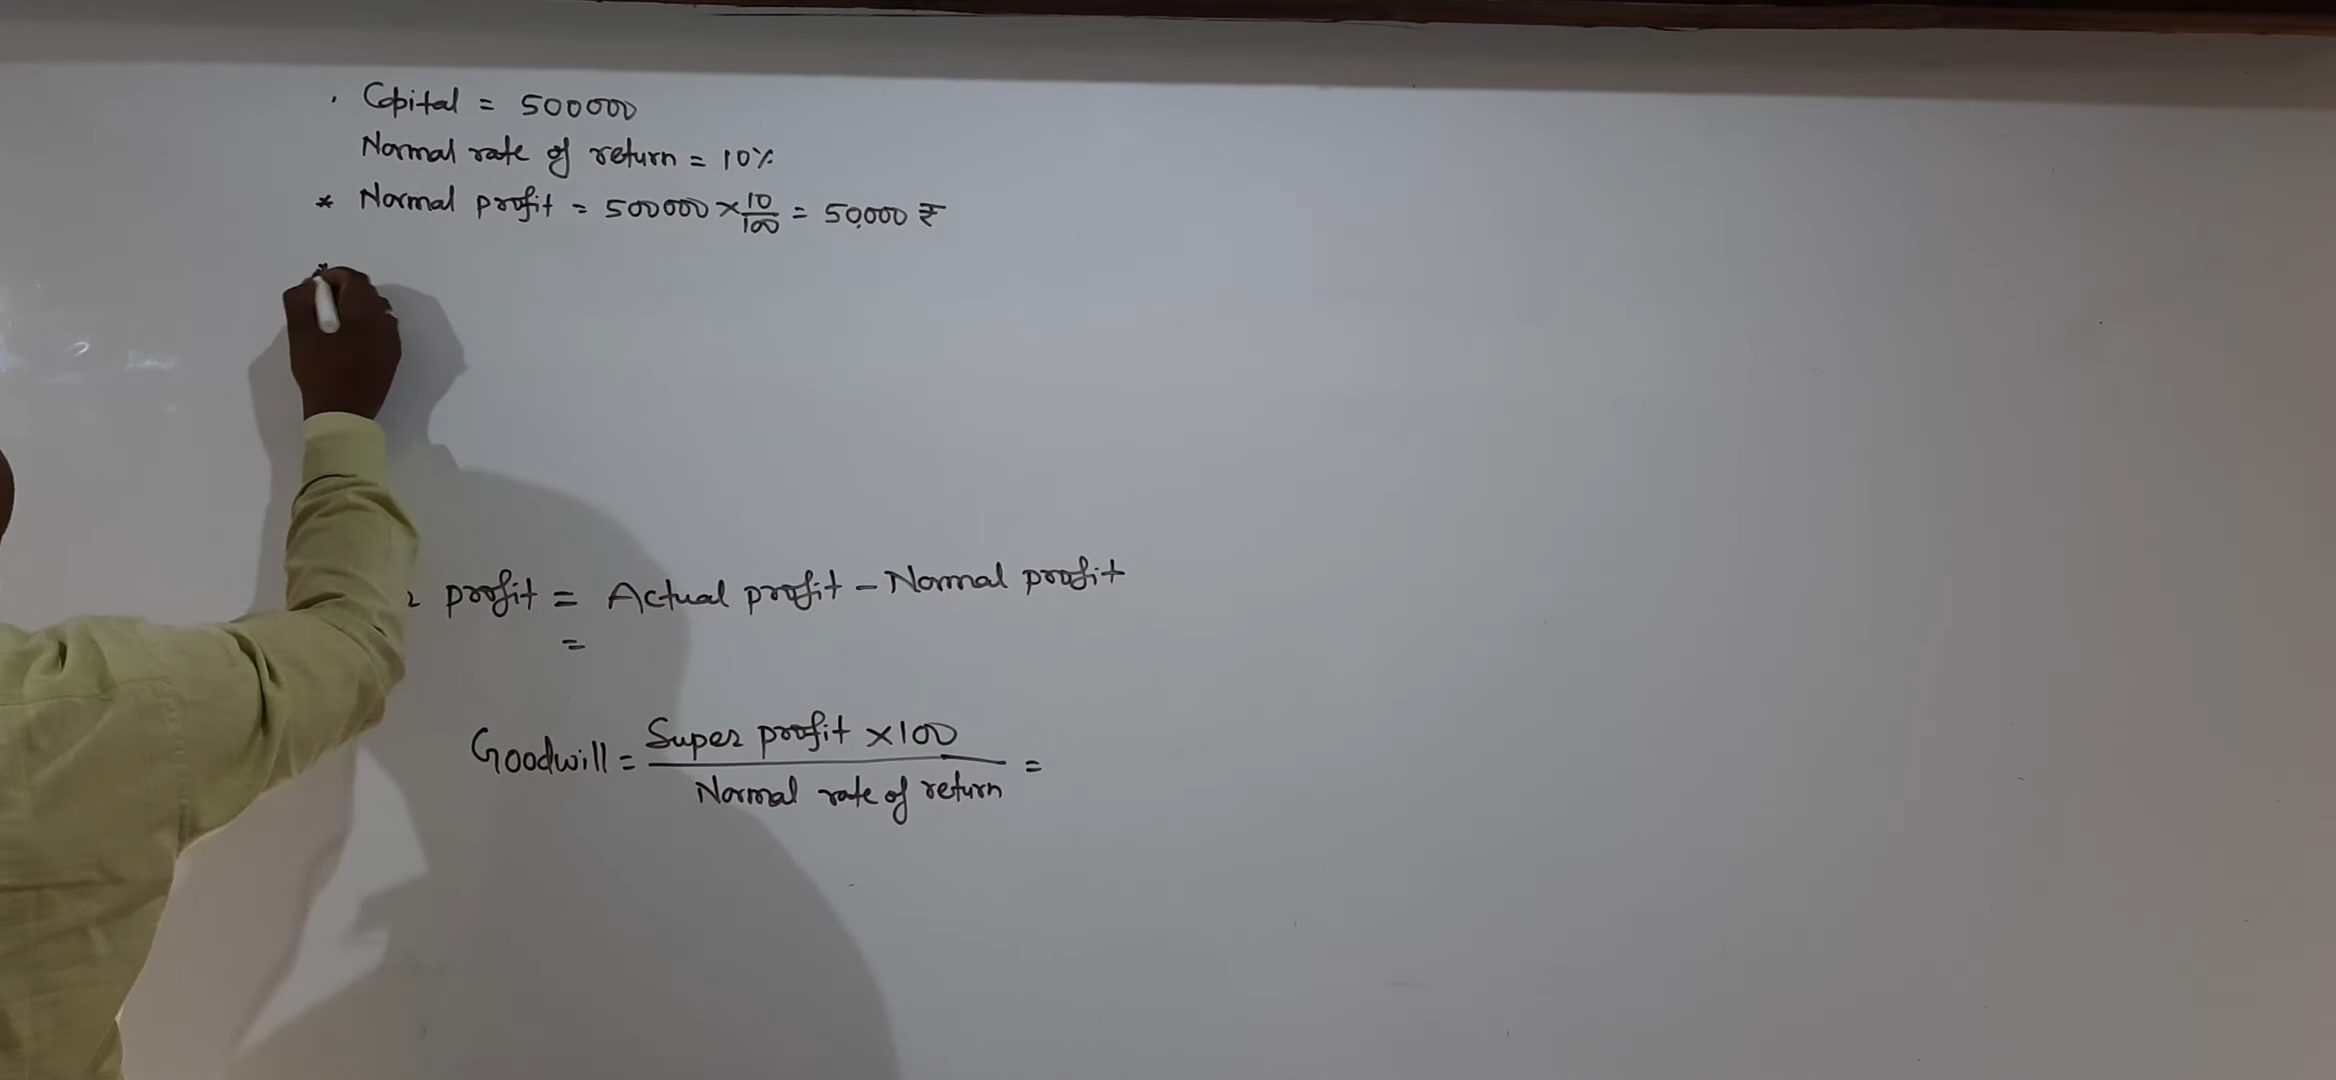 . Capital = 500000
Normal rate of return = 10%
* Normal profit = 500000 × 10/100 = 50,000 ₹
*
profit = Actual profit – Normal profit
=
Goodwill = Super profit ×100 / Normal rate of return =